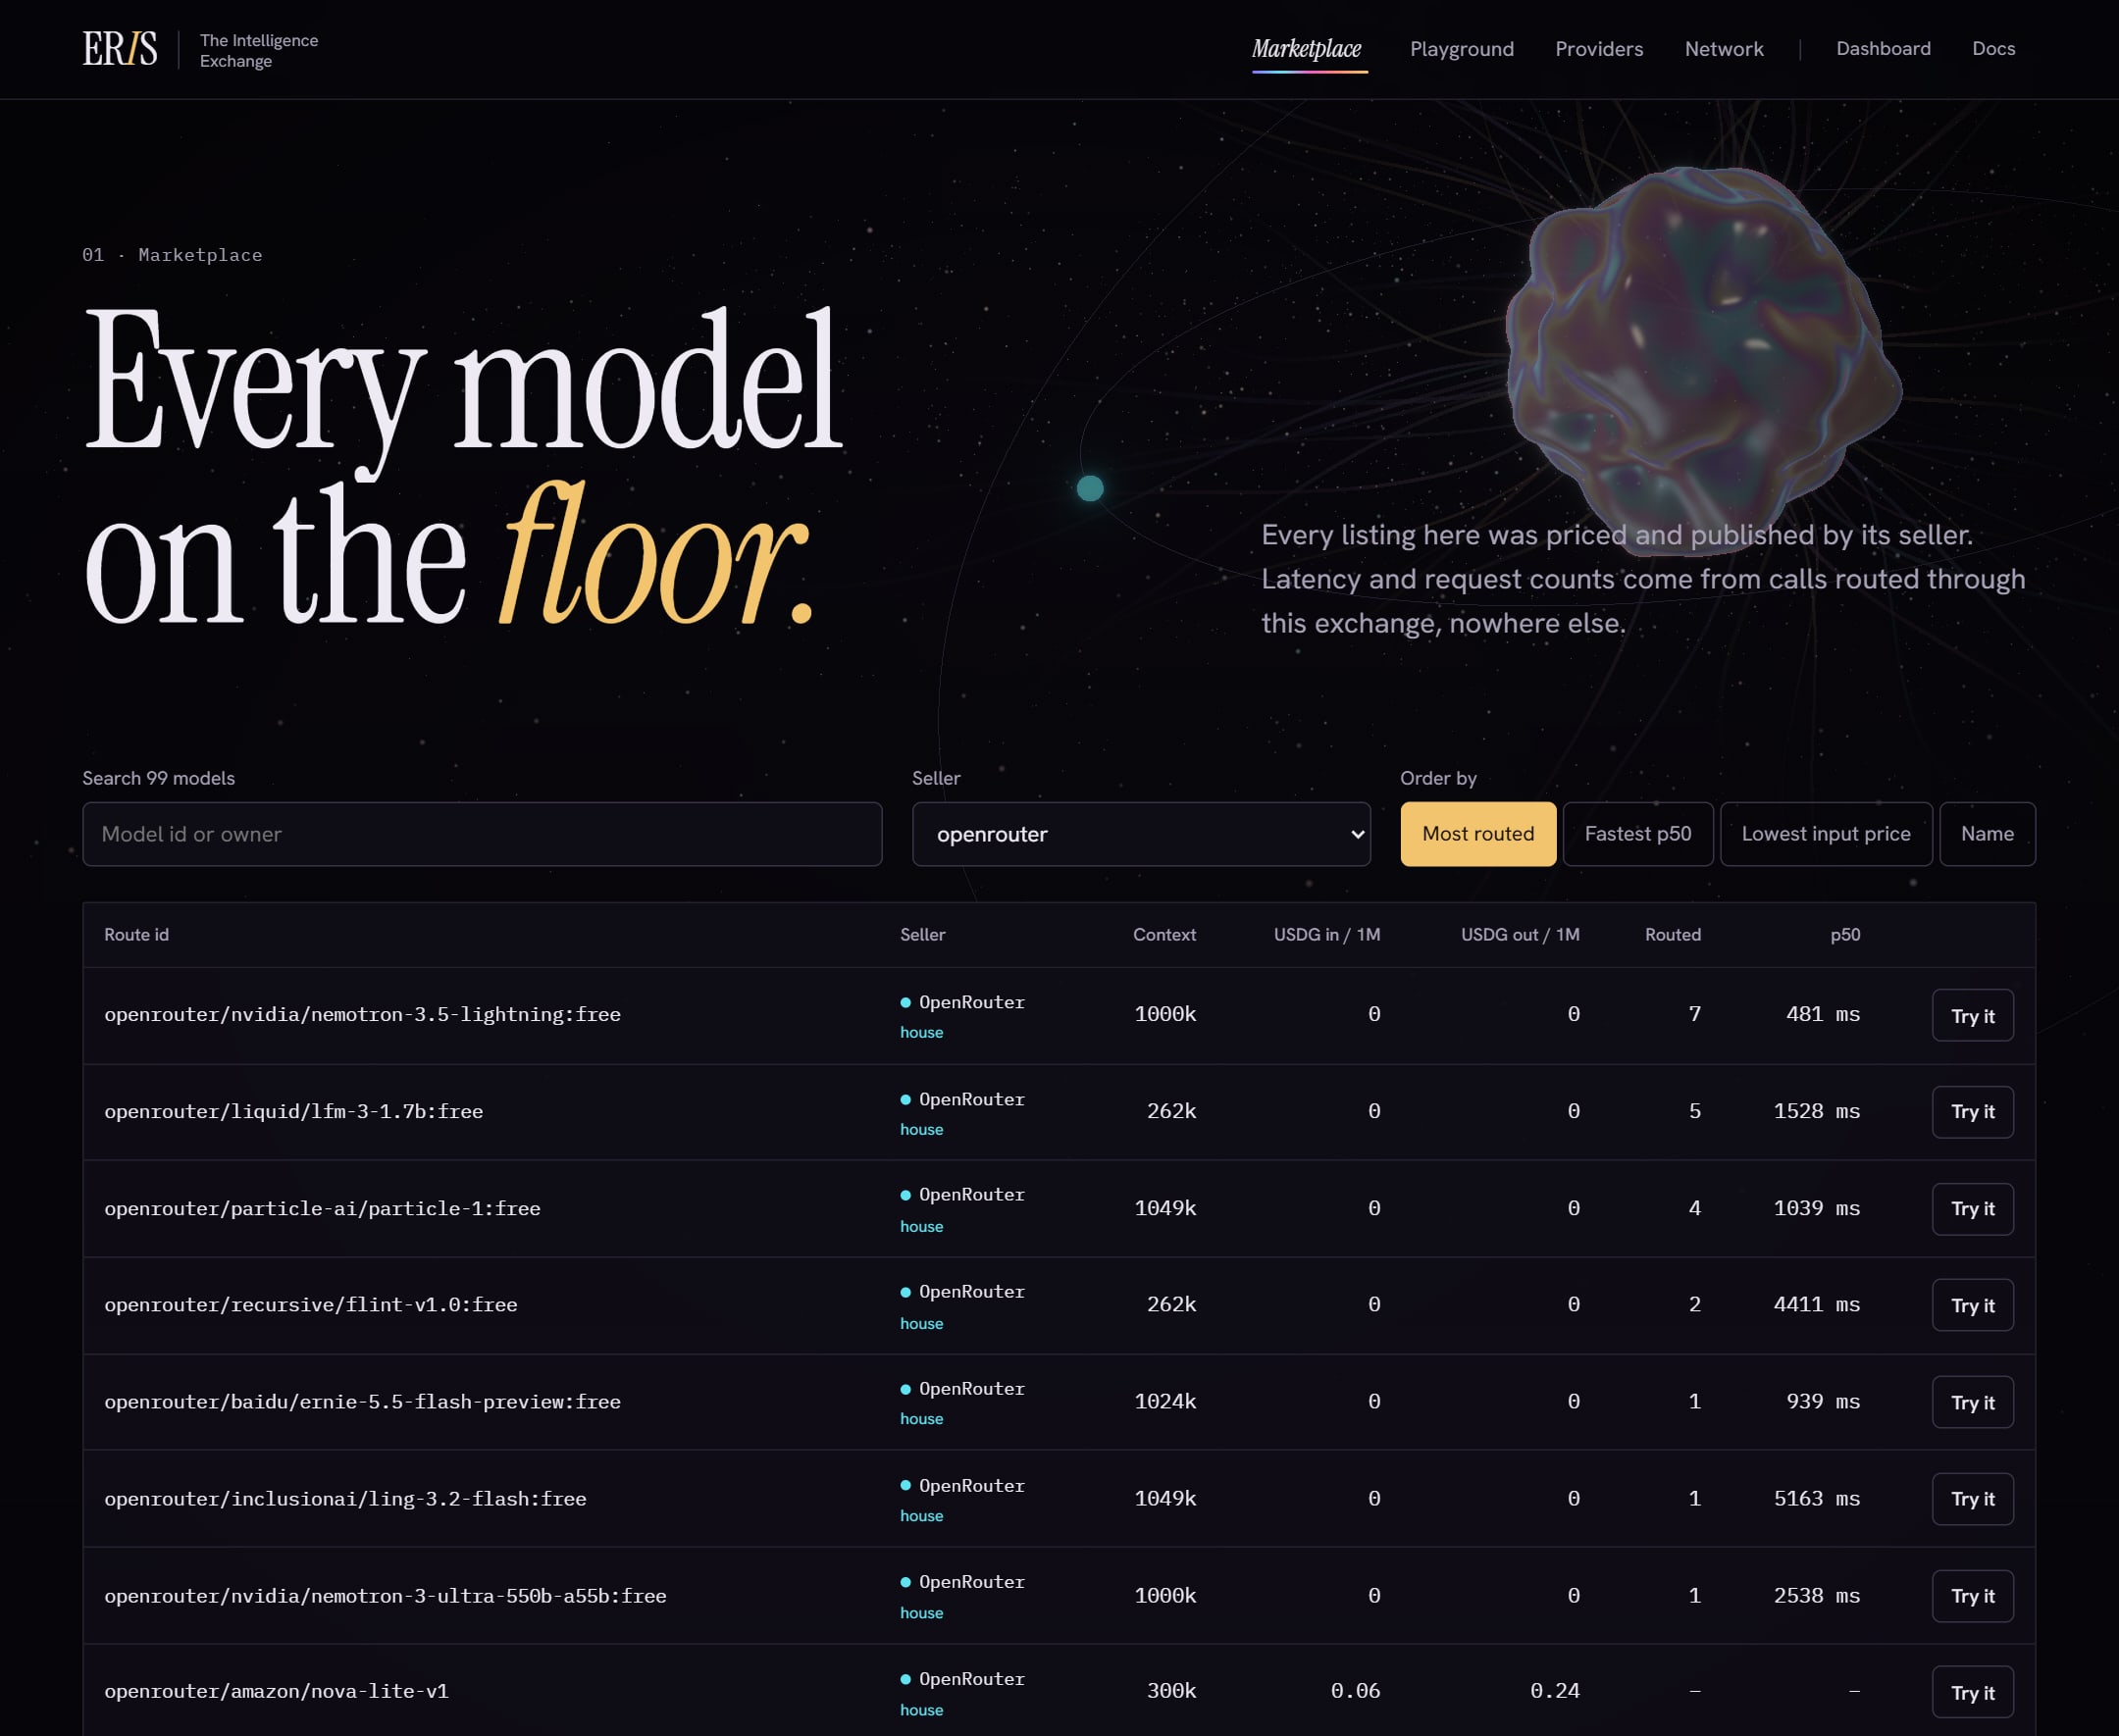 ERIS
The Intelligence
Exchange
Marketplace
Playground
Providers
Network
Dashboard
Docs
01 · Marketplace
Every model
on the floor.
Every listing here was priced and published by its seller.
Latency and request counts come from calls routed through
this exchange, nowhere else.
Search 99 models
Seller
Order by
Model id or owner
openrouter
Most routed
Fastest p50
Lowest input price
Name
Route id Seller Context USDG in / 1M USDG out / 1M Routed p50
openrouter/nvidia/nemotron-3.5-lightning:free OpenRouter house 1000k 0 0 7 481 ms Try it
openrouter/liquid/lfm-3-1.7b:free OpenRouter house 262k 0 0 5 1528 ms Try it
openrouter/particle-ai/particle-1:free OpenRouter house 1049k 0 0 4 1039 ms Try it
openrouter/recursive/flint-v1.0:free OpenRouter house 262k 0 0 2 4411 ms Try it
openrouter/baidu/ernie-5.5-flash-preview:free OpenRouter house 1024k 0 0 1 939 ms Try it
openrouter/inclusionai/ling-3.2-flash:free OpenRouter house 1049k 0 0 1 5163 ms Try it
openrouter/nvidia/nemotron-3-ultra-550b-a55b:free OpenRouter house 1000k 0 0 1 2538 ms Try it
openrouter/amazon/nova-lite-v1 OpenRouter house 300k 0.06 0.24 — — Try it